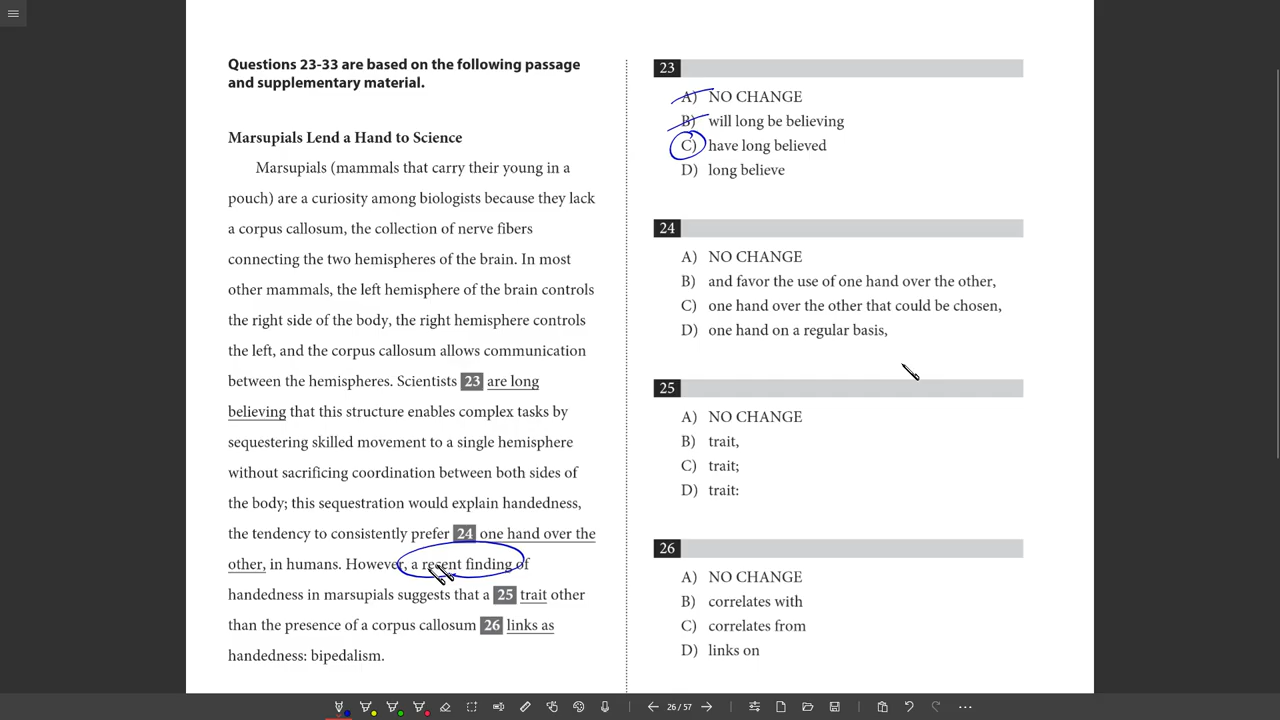 Questions 23-33 are based on the following passage
and supplementary material.
Marsupials Lend a Hand to Science
Marsupials (mammals that carry their young in a
pouch) are a curiosity among biologists because they lack
a corpus callosum, the collection of nerve fibers
connecting the two hemispheres of the brain. In most
other mammals, the left hemisphere of the brain controls
the right side of the body, the right hemisphere controls
the left, and the corpus callosum allows communication
between the hemispheres. Scientists 23 are long
believing that this structure enables complex tasks by
sequestering skilled movement to a single hemisphere
without sacrificing coordination between both sides of
the body; this sequestration would explain handedness,
the tendency to consistently prefer 24 one hand over the
other, in humans. However, a recent finding of
handedness in marsupials suggests that a 25 trait other
than the presence of a corpus callosum 26 links as
handedness: bipedalism.
23
A) NO CHANGE
B) will long be believing
C) have long believed
D) long believe
24
A) NO CHANGE
B) and favor the use of one hand over the other,
C) one hand over the other that could be chosen,
D) one hand on a regular basis,
25
A) NO CHANGE
B) trait,
C) trait;
D) trait:
26
A) NO CHANGE
B) correlates with
C) correlates from
D) links on
26 / 57